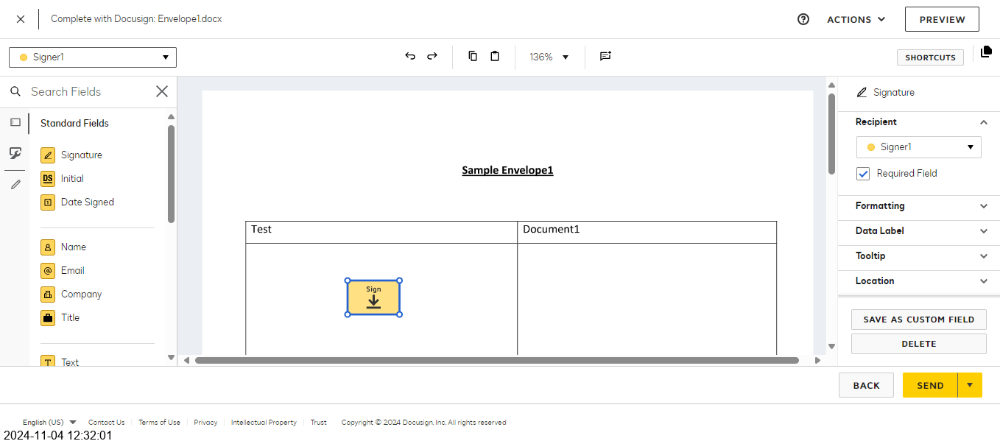 Complete with Docusign: Envelope1.docx
ACTIONS
PREVIEW
Signer1
136%
SHORTCUTS
Search Fields
Standard Fields
Signature
DS Initial
1 Date Signed
Name
@ Email
Company
Title
T Text
Sample Envelope1
Test Document1
Sign
Signature
Recipient
Signer1
Required Field
Formatting
Data Label
Tooltip
Location
SAVE AS CUSTOM FIELD
DELETE
BACK
SEND
English (US) Contact Us Terms of Use Privacy Intellectual Property Trust Copyright © 2024 Docusign, Inc. All rights reserved
2024-11-04 12:32:01